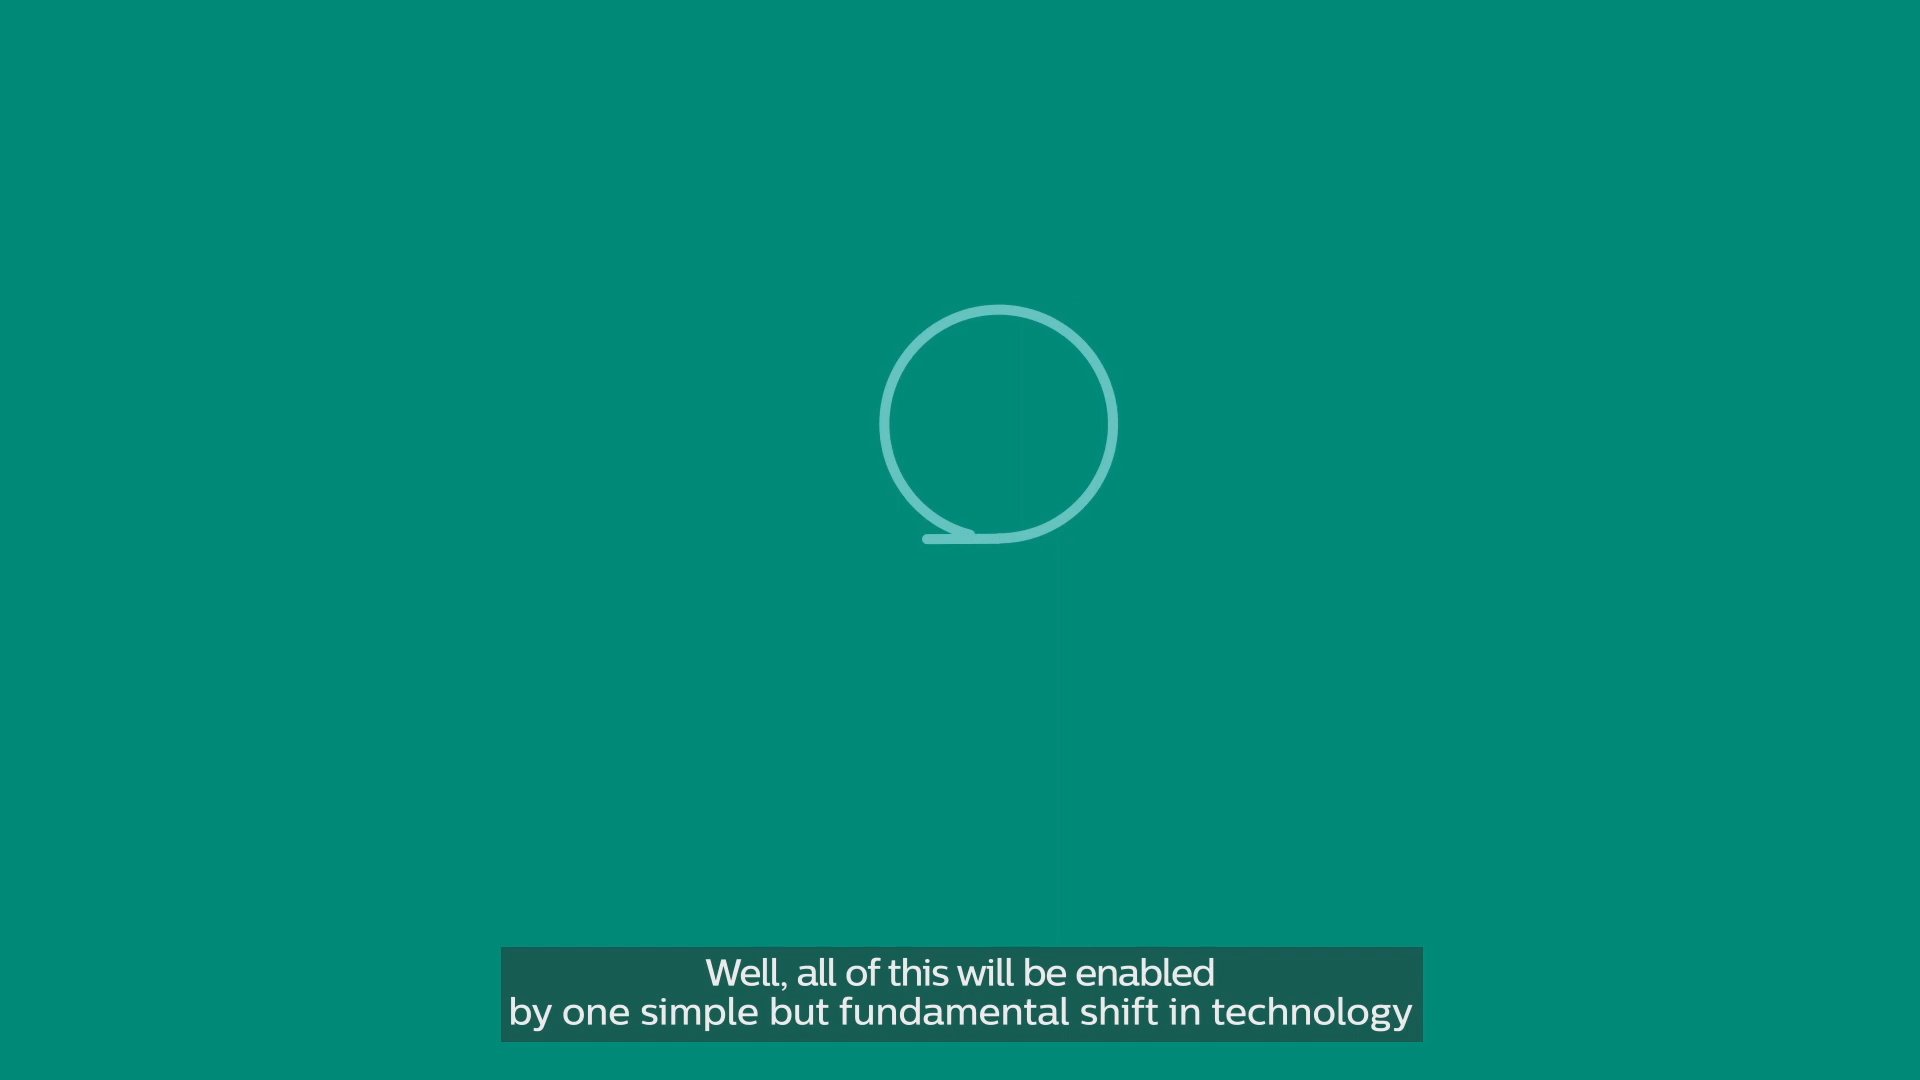 Well, all of this will be enabled
by one simple but fundamental shift in technology